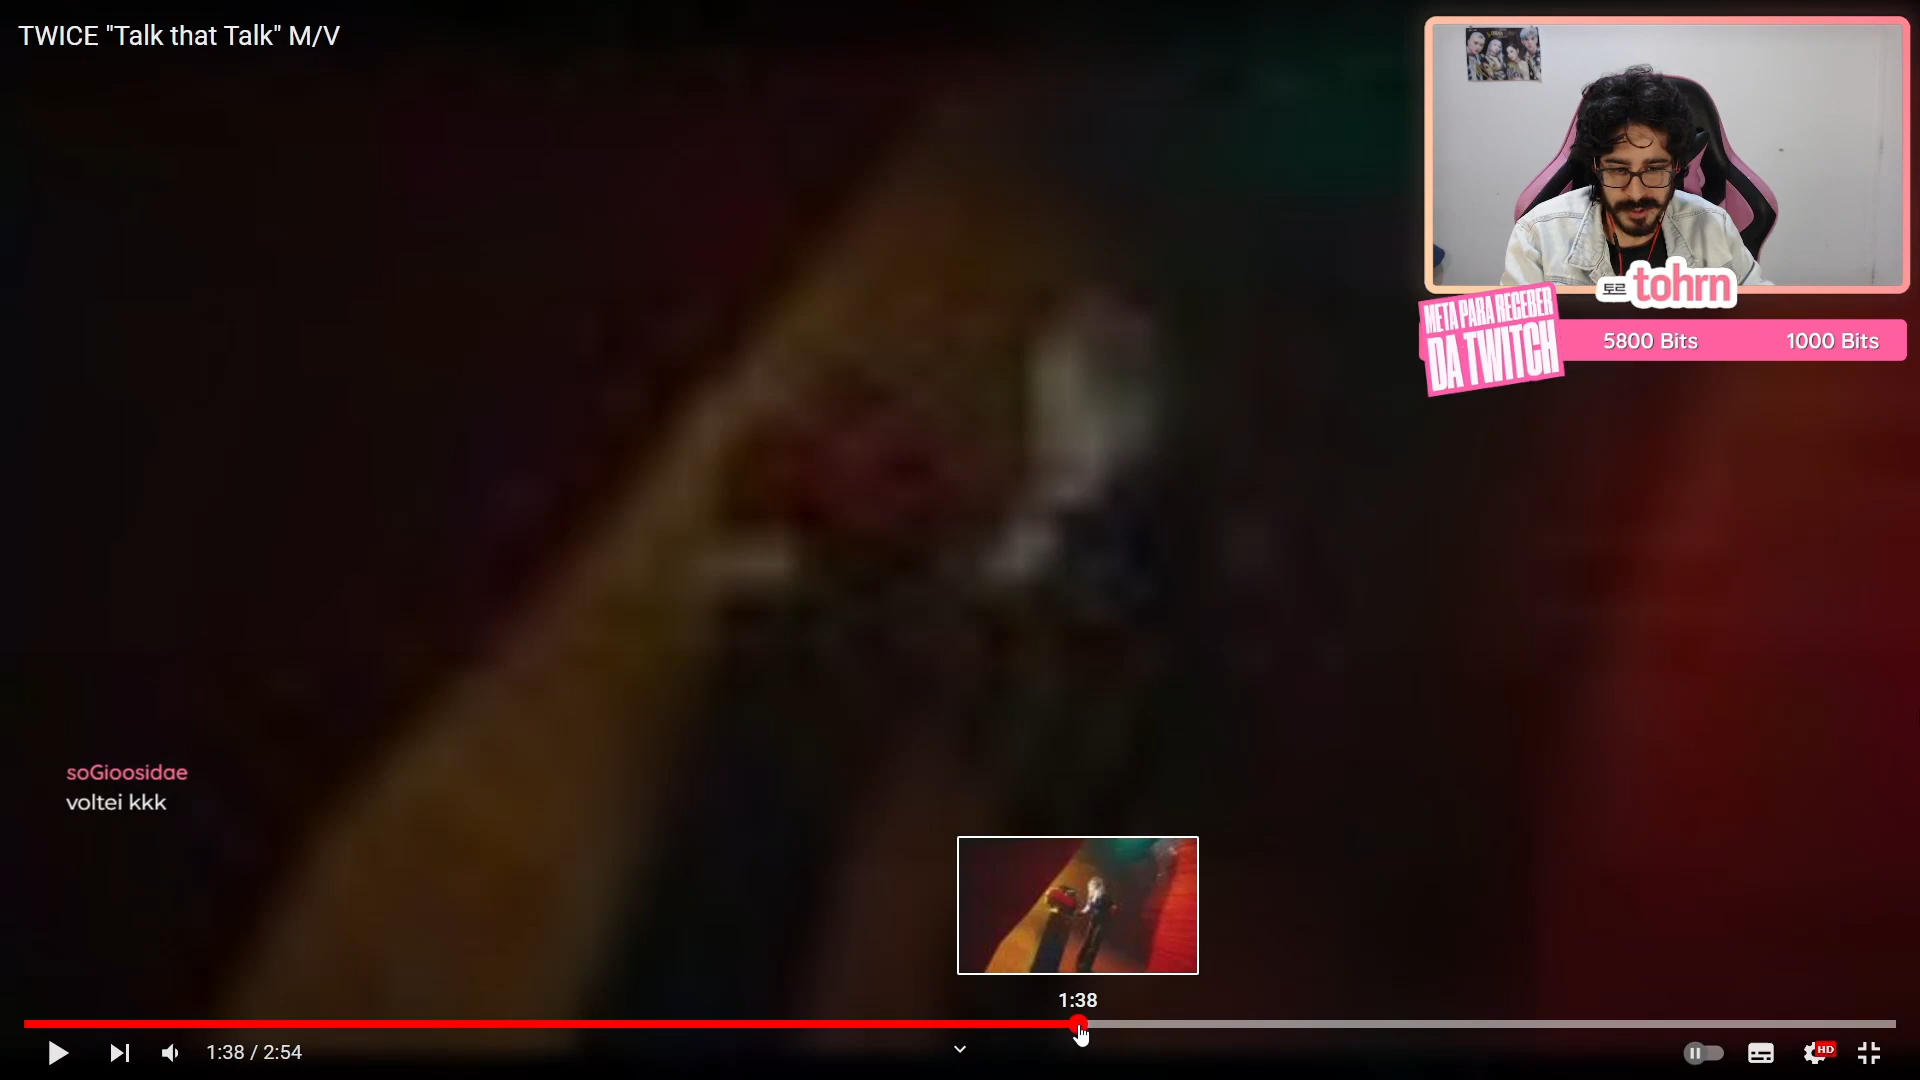 TWICE "Talk that Talk" M/V
토르 tohrn
META PARA RECEBER
DA TWITCH
5800 Bits
1000 Bits
soGioosidae
voltei kkk
1:38
1:38 / 2:54
HD